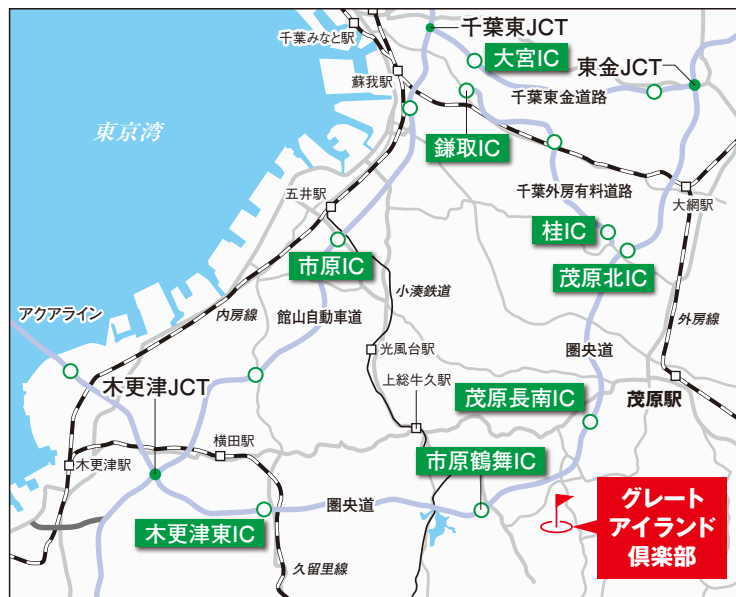 千葉みなと駅
千葉東JCT
大宮IC
東金JCT
蘇我駅
千葉東金道路
東京湾
鎌取IC
千葉外房有料道路
五井駅
大網駅
桂IC
市原IC
茂原北IC
小湊鉄道
アクアライン
内房線
館山自動車道
外房線
光風台駅
圏央道
木更津JCT
上総牛久駅
茂原長南IC
茂原駅
横田駅
市原鶴舞IC
木更津駅
圏央道
木更津東IC
グレート
アイランド
倶楽部
久留里線